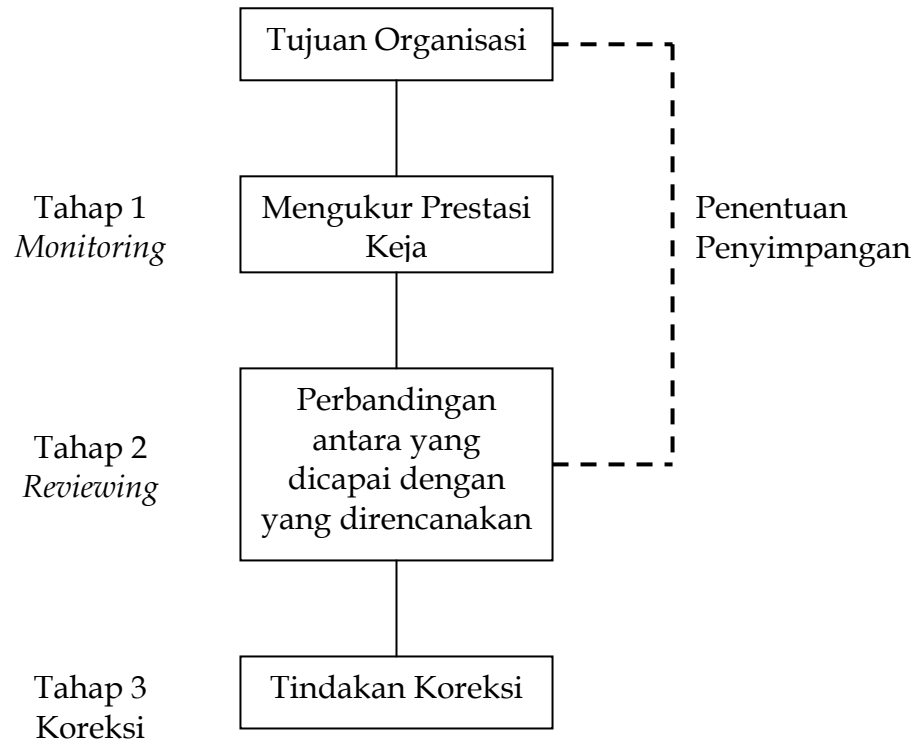 Tujuan Organisasi
Tahap 1
Monitoring
Mengukur Prestasi
Keja
Penentuan
Penyimpangan
Tahap 2
Reviewing
Perbandingan
antara yang
dicapai dengan
yang direncanakan
Tahap 3
Koreksi
Tindakan Koreksi